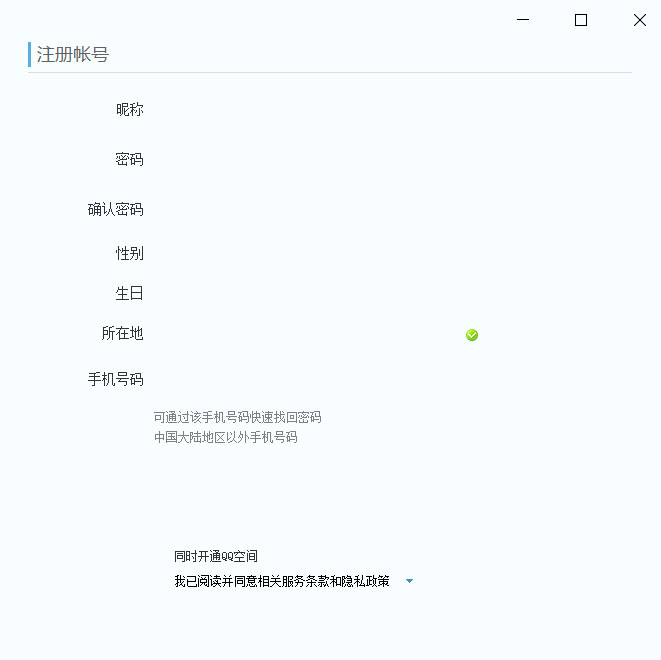 注册帐号
昵称
密码
确认密码
性别
生日
所在地
手机号码
可通过该手机号码快速找回密码
中国大陆地区以外手机号码
同时开通QQ空间
我已阅读并同意相关服务条款和隐私政策